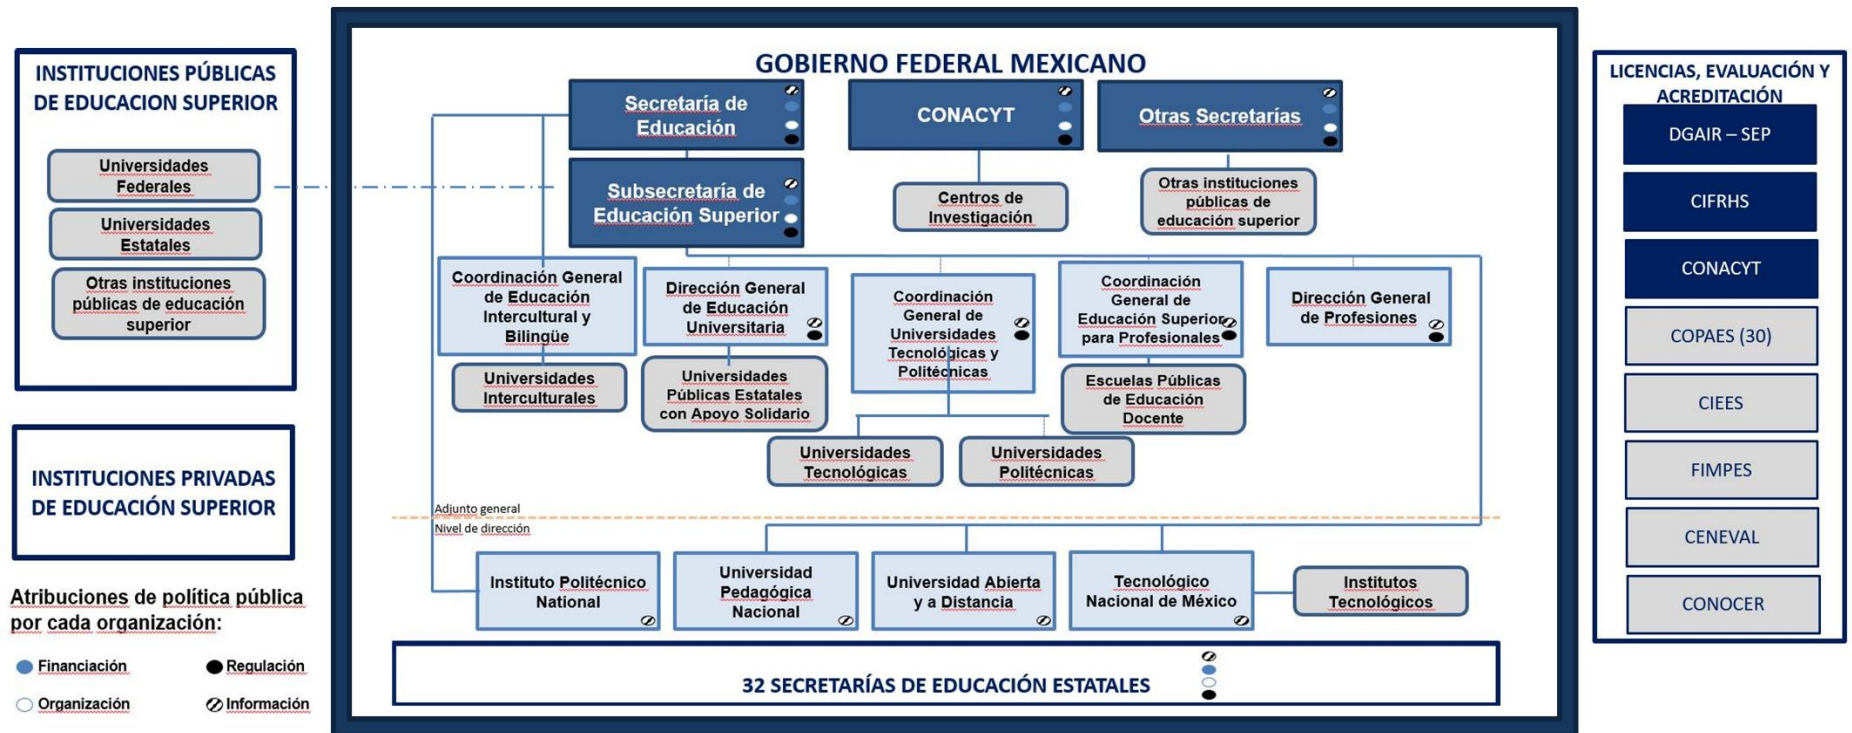 INSTITUCIONES PÚBLICAS
DE EDUCACION SUPERIOR
Universidades
Federales
Universidades
Estatales
Otras instituciones
públicas de educación
superior
INSTITUCIONES PRIVADAS
DE EDUCACIÓN SUPERIOR
Atribuciones de política pública
por cada organización:
Financiación
Regulación
Organización
Información
GOBIERNO FEDERAL MEXICANO
Secretaría de
Educación
CONACYT
Otras Secretarías
Subsecretaría de
Educación Superior
Centros de
Investigación
Otras instituciones
públicas de
educación superior
Coordinación General
de Educación
Intercultural y
Bilingüe
Dirección General
de Educación
Universitaria
Coordinación
General de
Universidades
Tecnológicas y
Politécnicas
Coordinación
General de
Educación Superior
para Profesionales
Dirección General
de Profesiones
Universidades
Interculturales
Universidades
Públicas Estatales
con Apoyo Solidario
Escuelas Públicas
de Educación
Docente
Universidades
Tecnológicas
Universidades
Politécnicas
Adjunto general
Nivel de dirección
Instituto Politécnico
National
Universidad
Pedagógica
Nacional
Universidad Abierta
y a Distancia
Tecnológico
Nacional de México
Institutos
Tecnológicos
32 SECRETARÍAS DE EDUCACIÓN ESTATALES
LICENCIAS, EVALUACIÓN Y
ACREDITACIÓN
DGAIR – SEP
CIFRHS
CONACYT
COPAES (30)
CIEES
FIMPES
CENEVAL
CONOCER